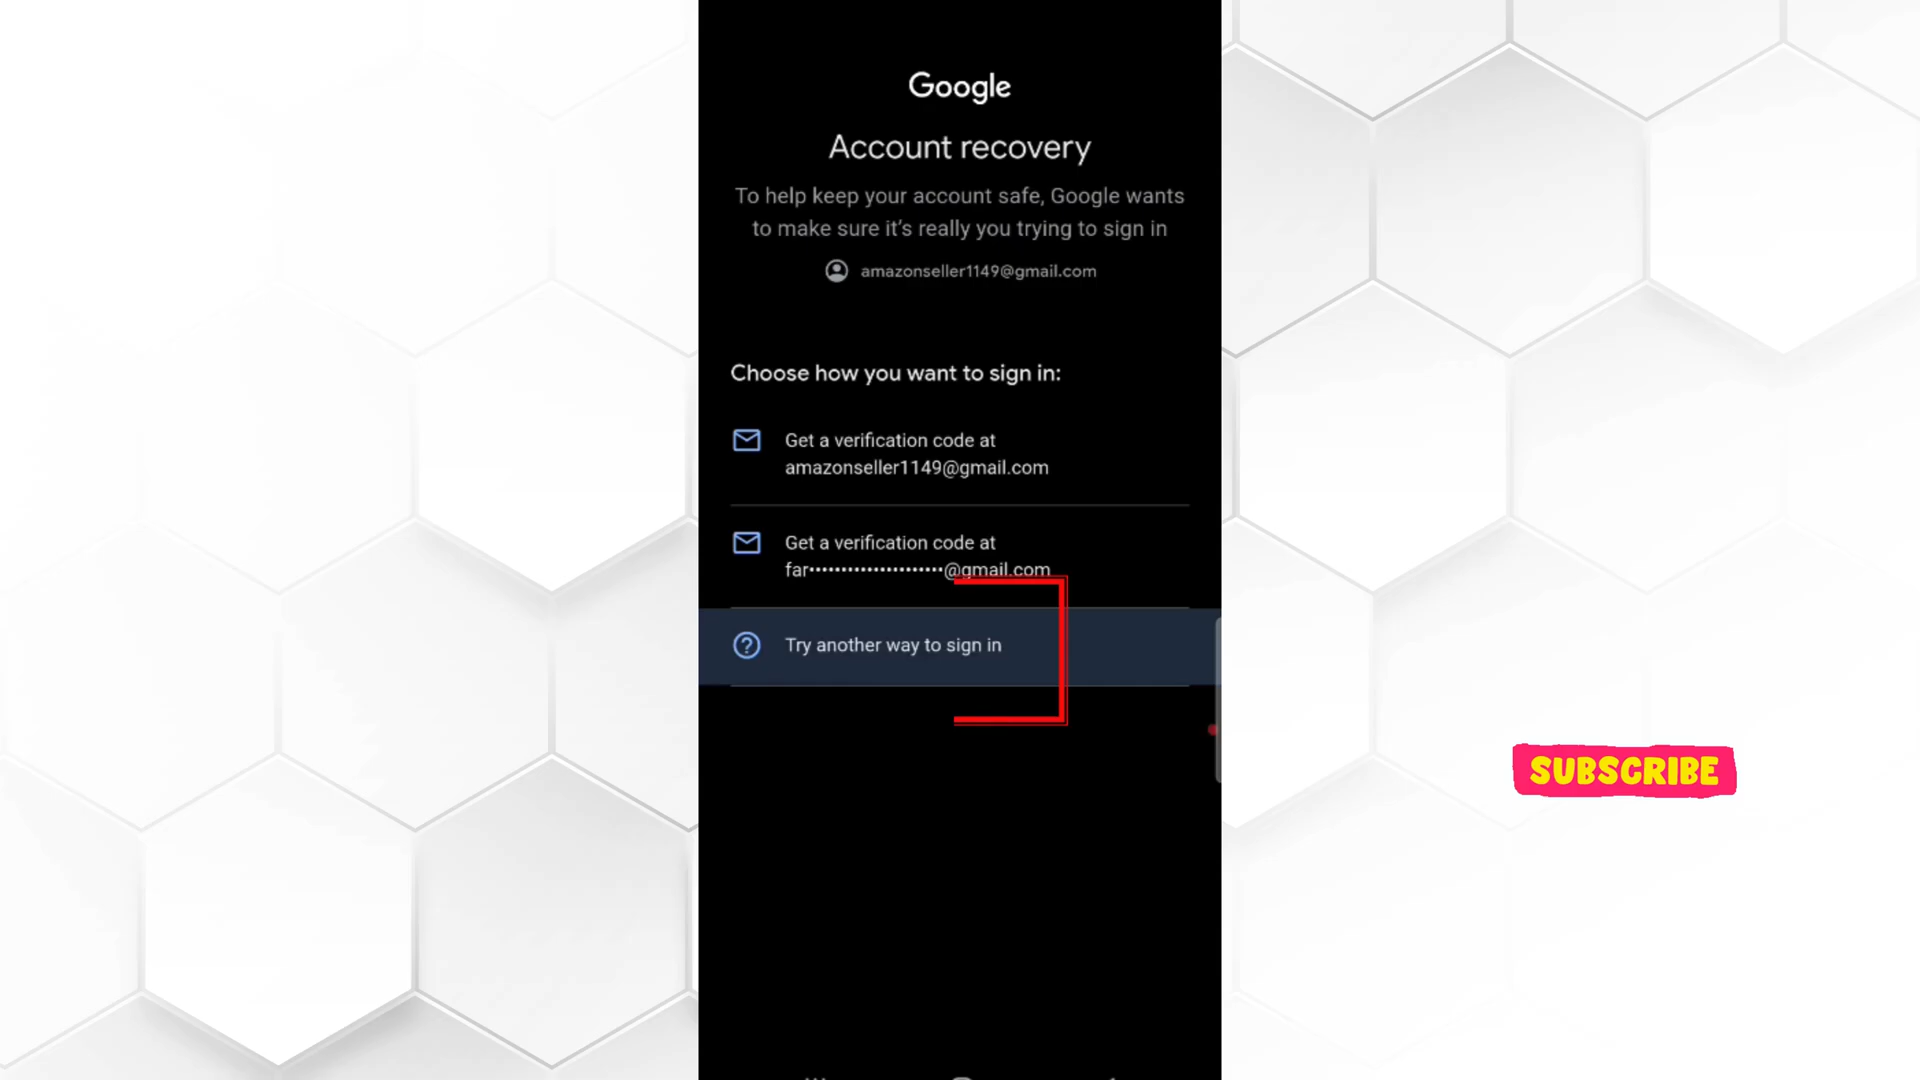 Google
Account recovery
To help keep your account safe, Google wants
to make sure it's really you trying to sign in
amazonseller1149@gmail.com
Choose how you want to sign in:
Get a verification code at
amazonseller1149@gmail.com
Get a verification code at
far•••••••••••••••••••••@gmail.com
Try another way to sign in
SUBSCRIBE